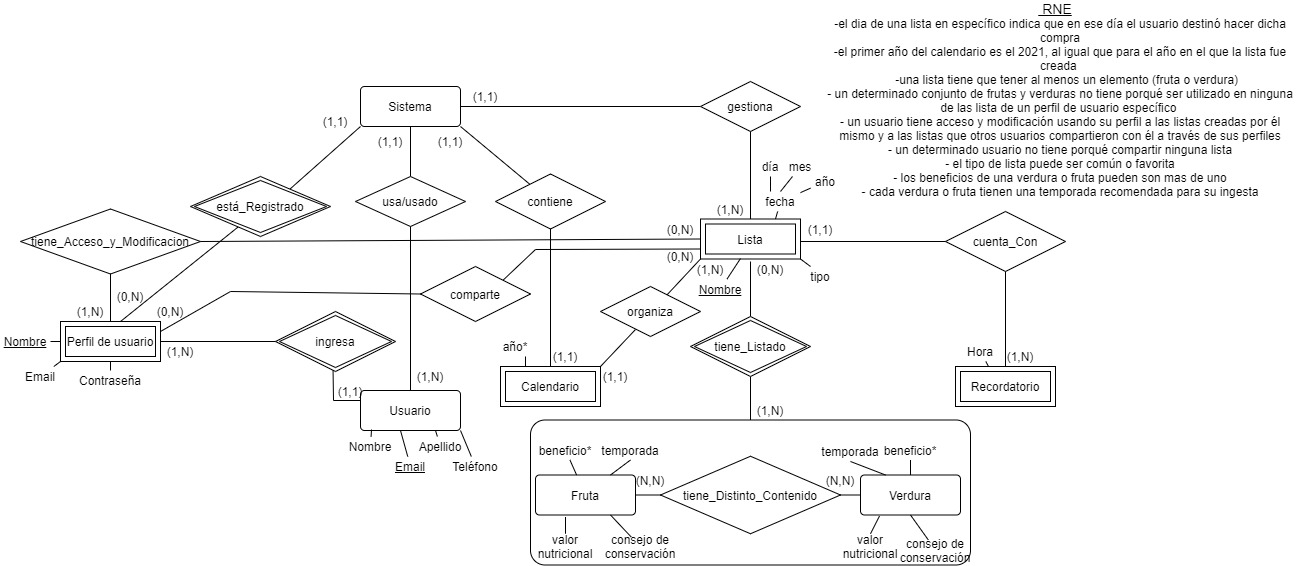 RNE
-el dia de una lista en específico indica que en ese día el usuario destinó hacer dicha
compra
-el primer año del calendario es el 2021, al igual que para el año en el que la lista fue
creada
-una lista tiene que tener al menos un elemento (fruta o verdura)
- un determinado conjunto de frutas y verduras no tiene porqué ser utilizado en ninguna
de las lista de un perfil de usuario específico
- un usuario tiene acceso y modificación usando su perfil a las listas creadas por él
mismo y a las listas que otros usuarios compartieron con él a través de sus perfiles
- un determinado usuario no tiene porqué compartir ninguna lista
- el tipo de lista puede ser común o favorita
- los beneficios de una verdura o fruta pueden son mas de uno
- cada verdura o fruta tienen una temporada recomendada para su ingesta
Sistema
(1,1)
gestiona
(1,1)
(1,1)
(1,1)
día
mes
año
fecha
está_Registrado
usa/usado
contiene
(1,N)
tiene_Acceso_y_Modificacion
(0,N)
Lista
(1,1)
cuenta_Con
(0,N)
(1,N)
(0,N)
tipo
Nombre
(0,N)
comparte
(1,N)
(0,N)
organiza
Nombre
Perfil de usuario
(1,N)
ingresa
año*
(1,1)
tiene_Listado
Hora
(1,N)
Email
Contraseña
(1,1)
(1,N)
Calendario
(1,1)
Recordatorio
Usuario
(1,N)
Nombre
Email
Apellido
Teléfono
beneficio*
temporada
temporada
beneficio*
(N,N)
(N,N)
Fruta
tiene_Distinto_Contenido
Verdura
valor
nutricional
consejo de
conservación
valor
nutricional
consejo de
conservación